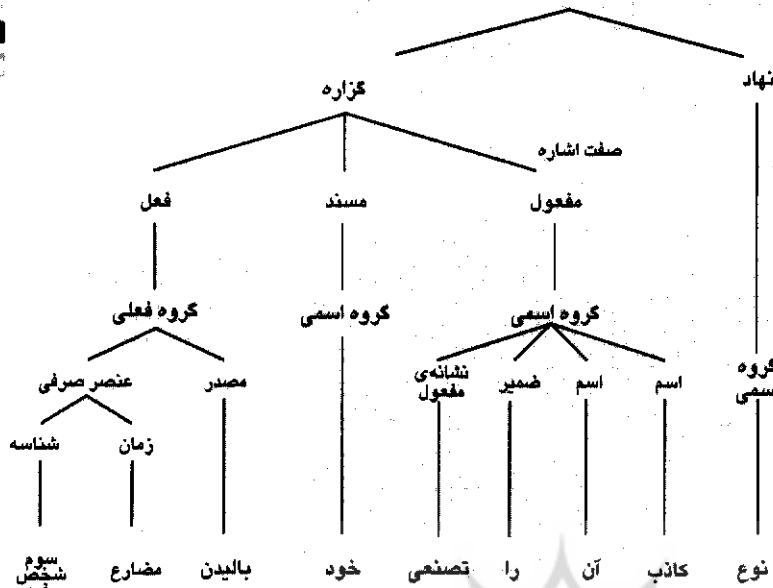 نهاد
گزاره
صفت اشاره
مفعول مسند فعل
گروه اسمی گروه اسمی گروه فعلی
گروه اسمی اسم اسم ضمیر نشانه‌ی مفعول مصدر عنصر صرفی
زمان شناسه
نوع کاذب آن را تصنعی خود بالیدن مضارع سوم شخص